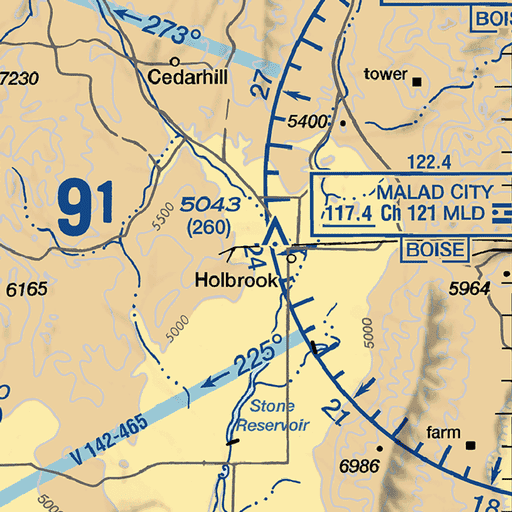 BOIS
273°
Cedarhill
7230
27
tower
5400
122.4
MALAD CITY
117.4 Ch 121 MLD
91
5043
(260)
5500
BOISE
24
Holbrook
6165
5964
5000
5000
225°
21
Stone
Reservoir
V 142-465
farm
6986
18
5000